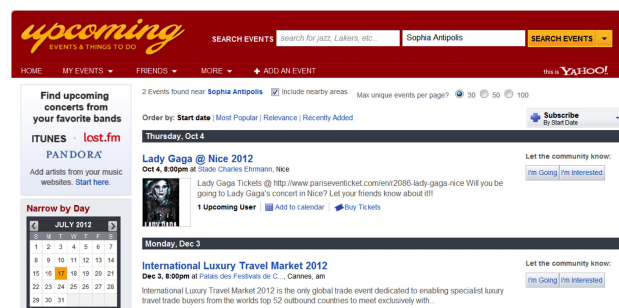 upcoming
EVENTS & THINGS TO DO
SEARCH EVENTS search for jazz, Lakers, etc... Sophia Antipolis SEARCH EVENTS
HOME MY EVENTS FRIENDS MORE + ADD AN EVENT this is YAHOO!
Find upcoming
concerts from
your favorite bands
ITUNES · lost.fm
PANDORA
Add artists from your music
websites. Start here.
Narrow by Day
JULY 2012
S M T W T F S
1 2 3 4 5 6 7
8 9 10 11 12 13 14
15 16 17 18 19 20 21
22 23 24 25 26 27 28
29 30 31
2 Events found near Sophia Antipolis Include nearby areas Max unique events per page? 30 50 100
Order by: Start date | Most Popular | Relevance | Recently Added
Subscribe
By Start Date
Thursday, Oct 4
Lady Gaga @ Nice 2012
Oct 4, 8:00pm at Stade Charles Ehrmann, Nice
Lady Gaga Tickets @ http://www.pariseventicket.com/en/r2086-lady-gaga-nice Will you be
going to Lady Gaga's concert in Nice? Let your friends know about it!!
1 Upcoming User | Add to calendar | Buy Tickets
LADY GAGA
Let the community know:
I'm Going I'm Interested
Monday, Dec 3
International Luxury Travel Market 2012
Dec 3, 8:00pm at Palais des Festivals de C..., Cannes, am
International Luxury Travel Market 2012 is the only global trade event dedicated to enabling specialist luxury
travel trade buyers from the worlds top 52 outbound countries to meet exclusively with...
Let the community know:
I'm Going I'm Interested